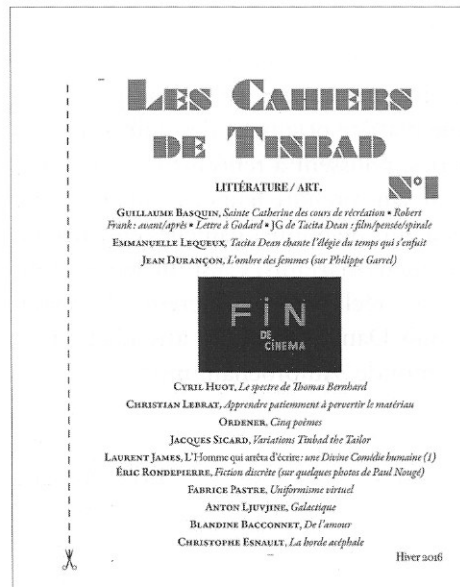 LES CAHIERS
DE TINBAD
LITTÉRATURE / ART.
N°1
GUILLAUME BASQUIN, Sainte Catherine des cours de récréation • Robert
Frank : avant/après • Lettre à Godard • JG de Tacita Dean : film/pensée/spirale
EMMANUELLE LEQUEUX, Tacita Dean chante l'élégie du temps qui s'enfuit
JEAN DURANÇON, L'ombre des femmes (sur Philippe Garrel)
FiN
DE
CiNEMA
CYRIL HUOT, Le spectre de Thomas Bernhard
CHRISTIAN LEBRAT, Apprendre patiemment à pervertir le matériau
ORDENER, Cinq poèmes
JACQUES SICARD, Variations Tinbad the Tailor
LAURENT JAMES, L'Homme qui arrêta d'écrire : une Divine Comédie humaine (1)
ÉRIC RONDEPIERRE, Fiction discrète (sur quelques photos de Paul Nougé)
FABRICE PASTRE, Uniformisme virtuel
ANTON LJUVJINE, Galactique
BLANDINE BACCONNET, De l'amour
CHRISTOPHE ESNAULT, La horde acéphale
Hiver 2016